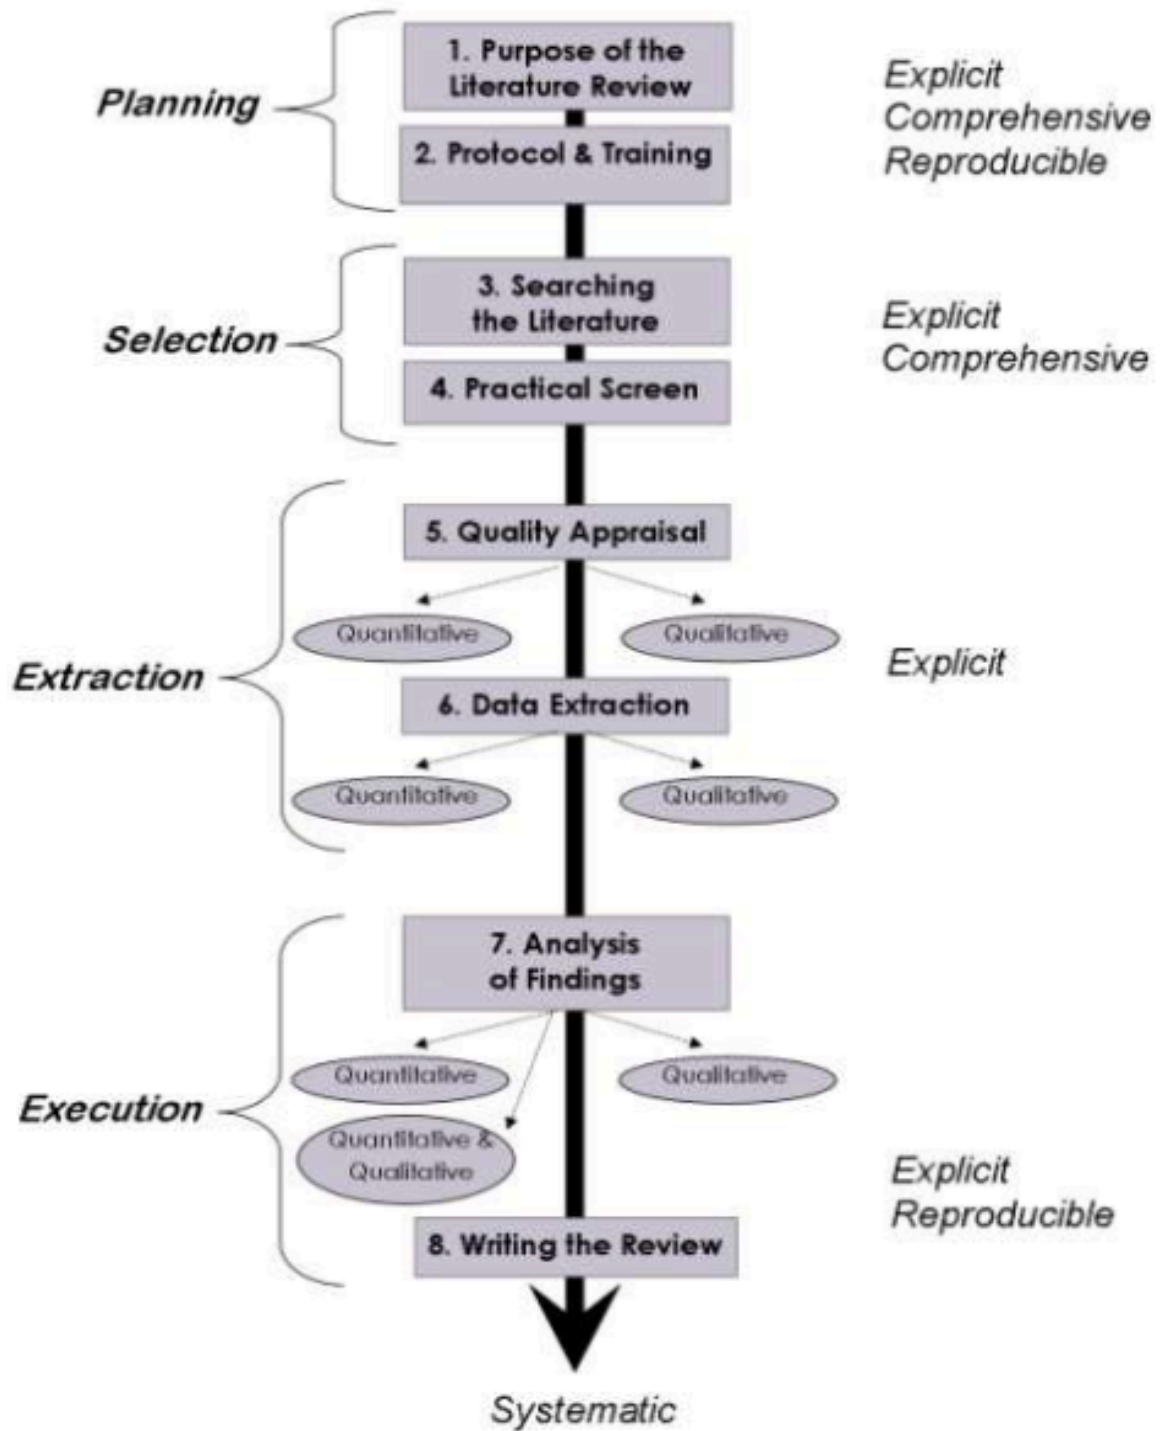 Planning
1. Purpose of the
Literature Review
2. Protocol & Training
Explicit
Comprehensive
Reproducible
Selection
3. Searching
the Literature
4. Practical Screen
Explicit
Comprehensive
Extraction
5. Quality Appraisal
Quantitative
Qualitative
6. Data Extraction
Quantitative
Qualitative
Explicit
Execution
7. Analysis
of Findings
Quantitative
Qualitative
Quantitative &
Qualitative
8. Writing the Review
Explicit
Reproducible
Systematic